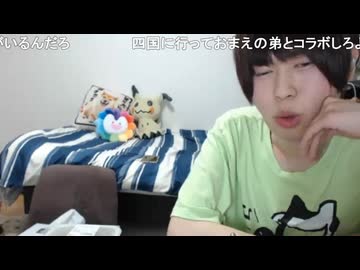 がいるんだろ
四国に行っておまえの弟とコラボしろよ